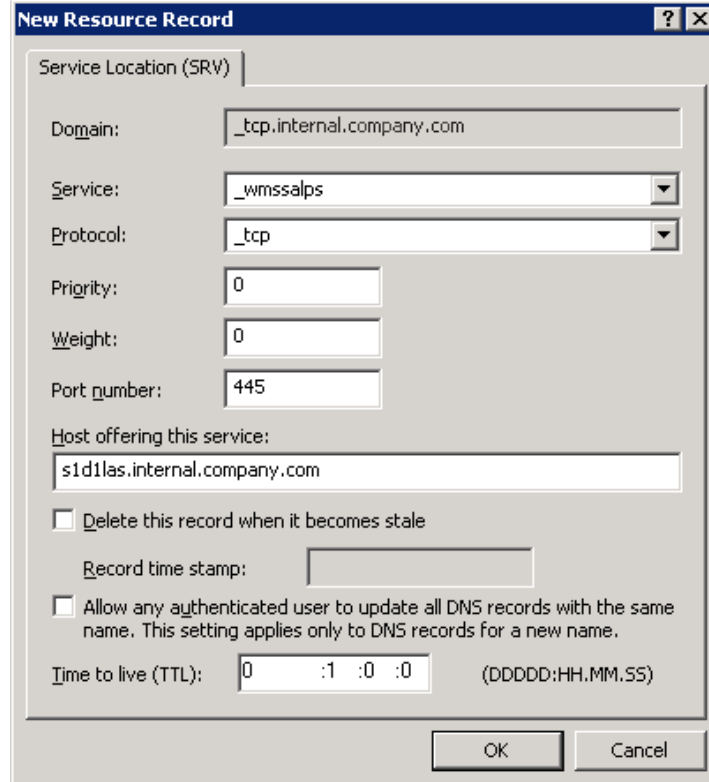 New Resource Record
Service Location (SRV)
Domain: _tcp.internal.company.com
Service: _wmssalps
Protocol: _tcp
Priority: 0
Weight: 0
Port number: 445
Host offering this service:
s1d1las.internal.company.com
Delete this record when it becomes stale
Record time stamp:
Allow any authenticated user to update all DNS records with the same
name. This setting applies only to DNS records for a new name.
Time to live (TTL): 0 :1 :0 :0 (DDDDD:HH.MM.SS)
OK Cancel